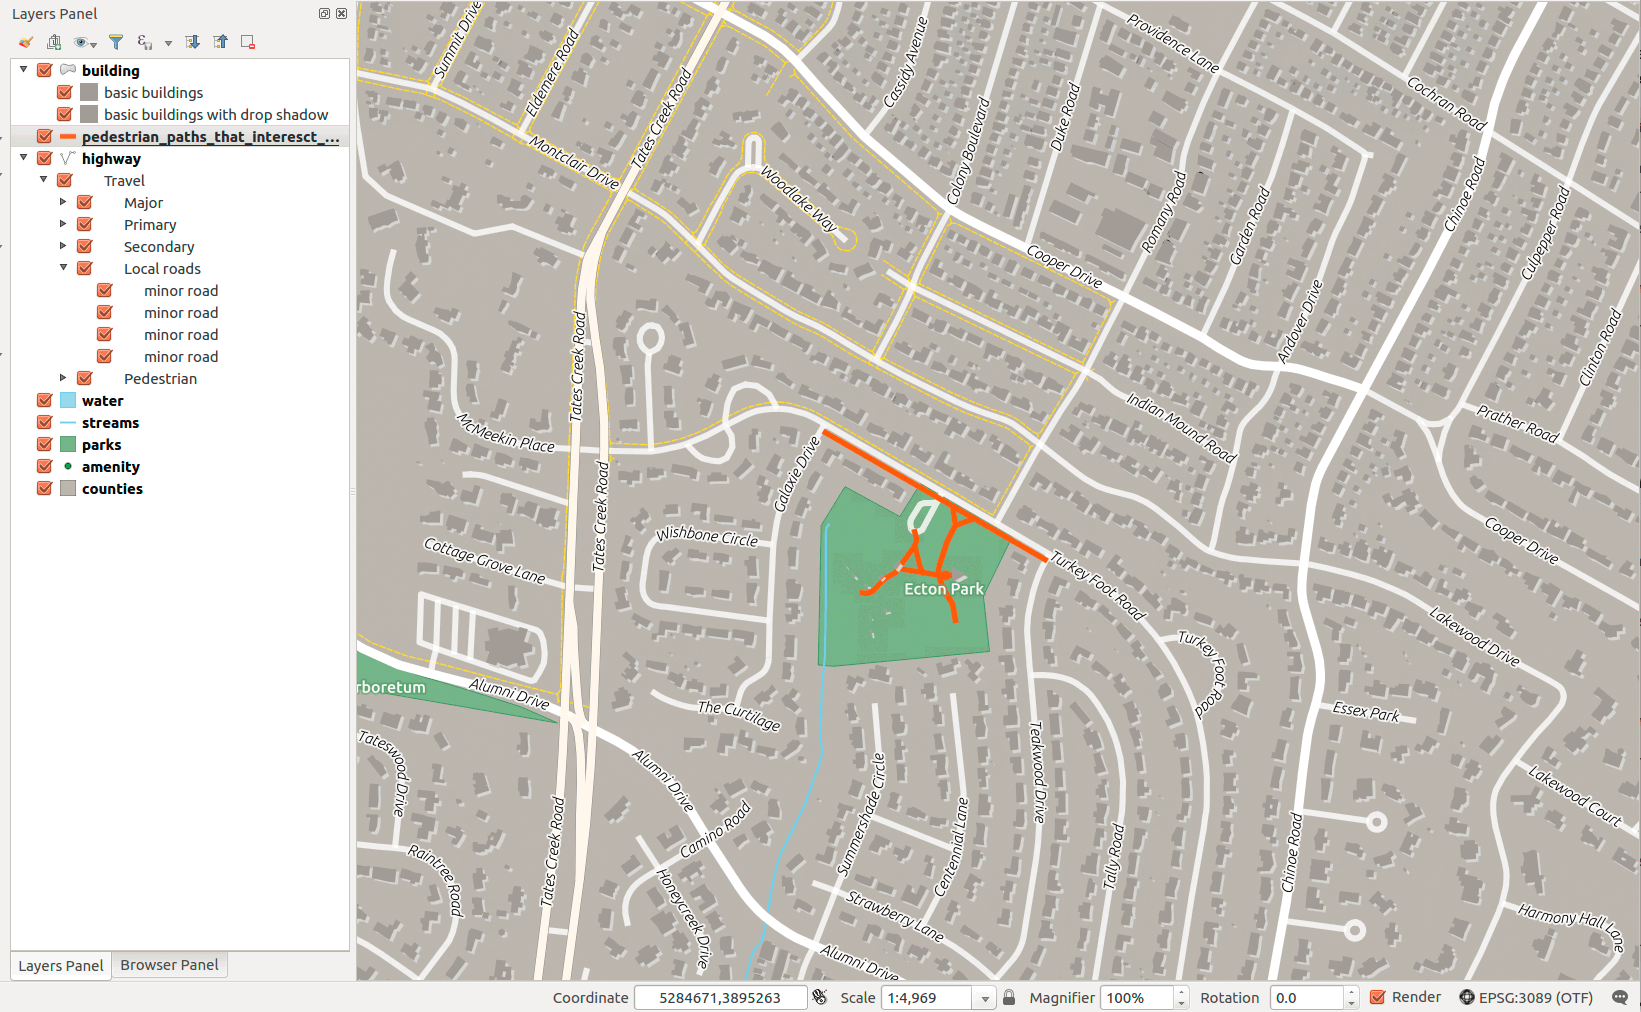 Layers Panel
building
basic buildings
basic buildings with drop shadow
pedestrian_paths_that_interesct_...
highway
Travel
Major
Primary
Secondary
Local roads
minor road
minor road
minor road
minor road
Pedestrian
water
streams
parks
amenity
counties
Layers Panel
Browser Panel
Summit Drive
Eldemere Road
Tates Creek Road
Montclair Drive
Woodlake Way
Cassidy Avenue
Colony Boulevard
Duke Road
Providence Lane
Cochran Road
Romany Road
Garden Road
Chinoe Road
Culpepper Road
Cooper Drive
Andover Drive
Clinton Road
Tates Creek Road
McMeekin Place
Indian Mound Road
Prather Road
Galaxie Drive
Tates Creek Road
Wishbone Circle
Cottage Grove Lane
Cooper Drive
Turkey Foot Road
Ecton Park
Lakewood Drive
Turkey Foot Road
rboretum
Alumni Drive
The Curtilage
Essex Park
Tateswood Drive
Alumni Drive
Teakwood Drive
Lakewood Court
Camino Road
Summershade Circle
Centennial Lane
Tally Road
Chinoe Road
Tates Creek Road
Raintree Road
Honeycreek Drive
Strawberry Lane
Harmony Hall Lane
Alumni Drive
Coordinate 5284671,3895263 Scale 1:4,969 Magnifier 100% Rotation 0.0 Render EPSG:3089 (OTF)